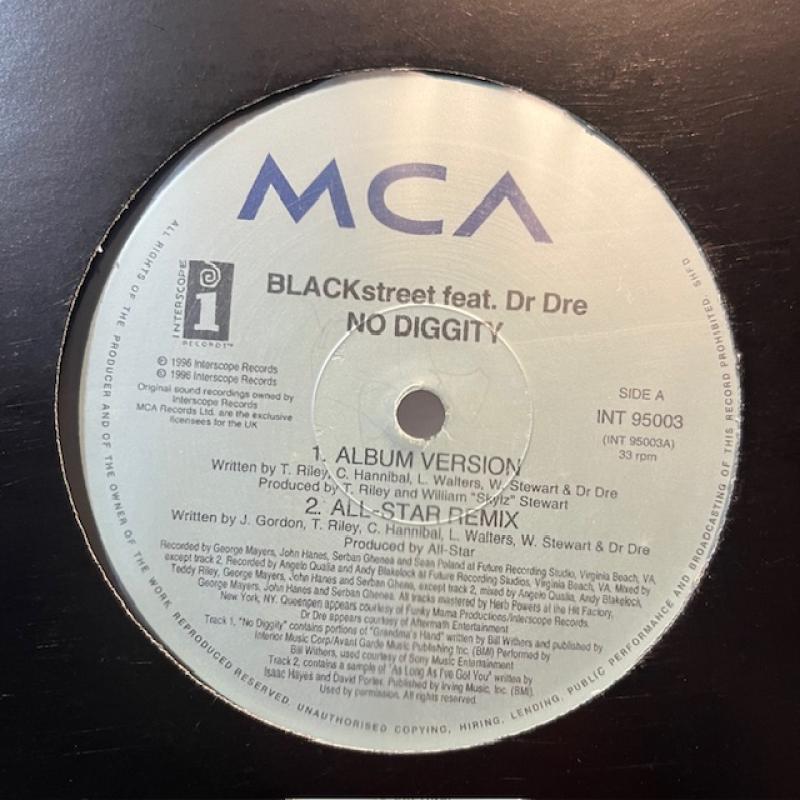 MCA
INTERSCOPE
RECORDS™
BLACKstreet feat. Dr Dre
NO DIGGITY
℗ 1996 Interscope Records
© 1996 Interscope Records
Original sound recordings owned by
Interscope Records
MCA Records Ltd. are the exclusive
licensees for the UK
SIDE A
INT 95003
(INT 95003A)
33 rpm
1. ALBUM VERSION
Written by T. Riley, C. Hannibal, L. Walters, W. Stewart & Dr Dre
Produced by T. Riley and William "Skylz" Stewart
2. ALL-STAR REMIX
Written by J. Gordon, T. Riley, C. Hannibal, L. Walters, W. Stewart & Dr Dre
Produced by All-Star
Recorded by George Mayers, John Hanes, Serban Ghenea and Sean Poland at Future Recording Studio, Virginia Beach, VA,
except track 2. Recorded by Angelo Qualia and Andy Blakelock at Future Recording Studios, Virginia Beach, VA. Mixed by
Teddy Riley, George Mayers, John Hanes and Serban Ghenea, except track 2, mixed by Angelo Qualia, Andy Blakelock,
George Mayers, John Hanes and Serban Ghenea. All tracks mastered by Herb Powers at the Hit Factory,
New York, NY. Queenpen appears courtesy of Funky Mama Productions/Interscope Records.
Dr Dre appears courtesy of Aftermath Entertainment
Track 1, "No Diggity" contains portions of "Grandma's Hand" written by Bill Withers and published by
Interior Music Corp/Avant Garde Music Publishing Inc. (BMI) Performed by
Bill Withers, used courtesy of Sony Music Entertainment
Track 2, contains a sample of "As Long As I've Got You" written by
Isaac Hayes and David Porter. Published by Irving Music, Inc. (BMI).
Used by permission. All rights reserved.
ALL RIGHTS OF THE PRODUCER AND OF THE OWNER OF THE WORK REPRODUCED RESERVED. UNAUTHORISED COPYING, HIRING, LENDING, PUBLIC PERFORMANCE AND BROADCASTING OF THIS RECORD PROHIBITED. SHFD